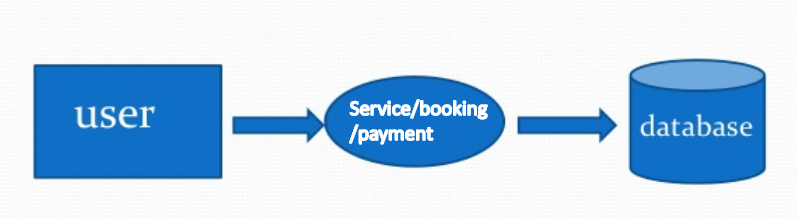 user
Service/booking
/payment
database